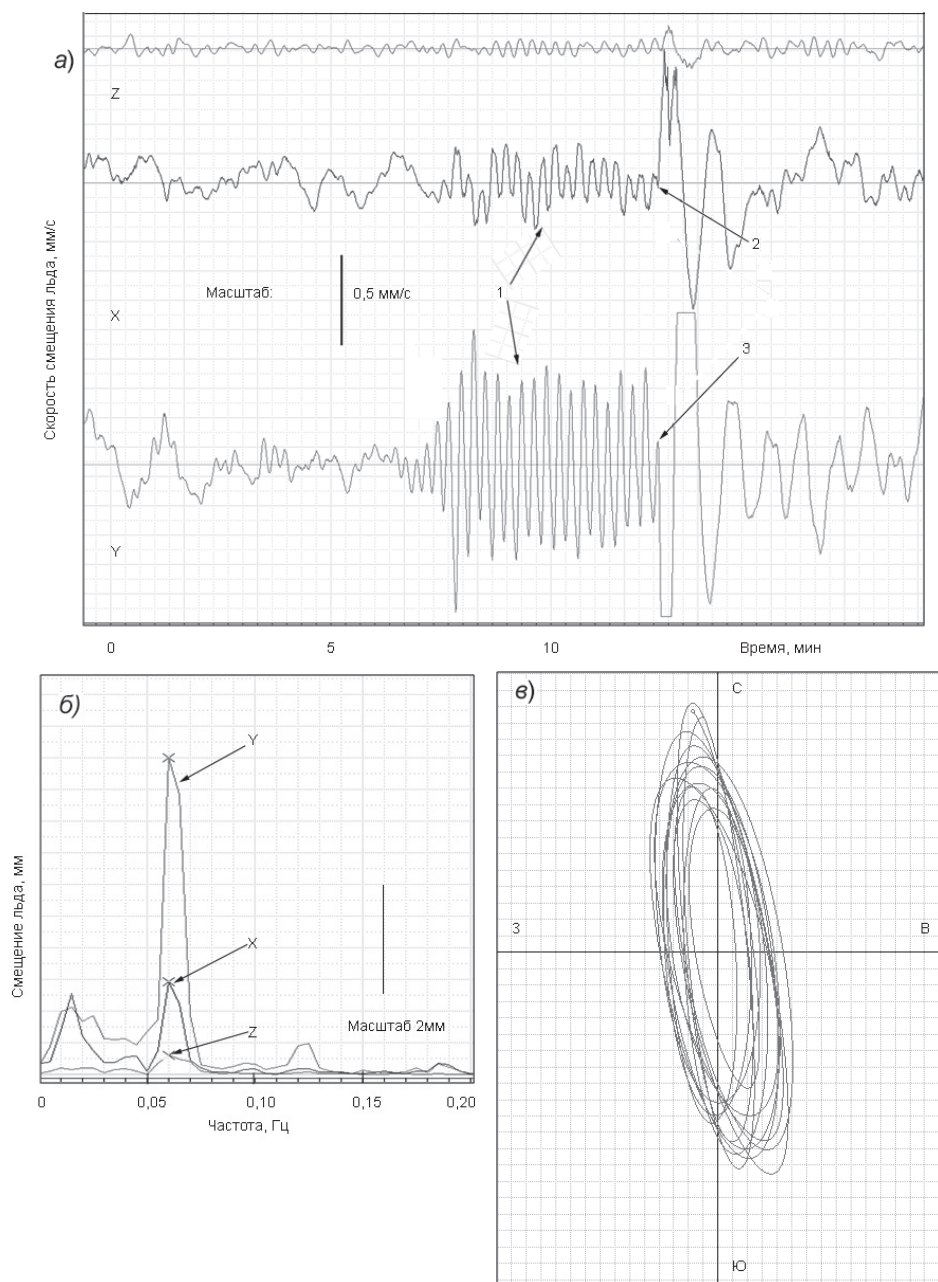 а)
Z
Скорость смещения льда, мм/с
2
Масштаб: 0,5 мм/с
1
X
3
Y
0 5 10 Время, мин
б)
Y
X
Z
Смещение льда, мм
Масштаб 2мм
0 0,05 0,10 0,15 0,20
Частота, Гц
в)
С
З
В
Ю